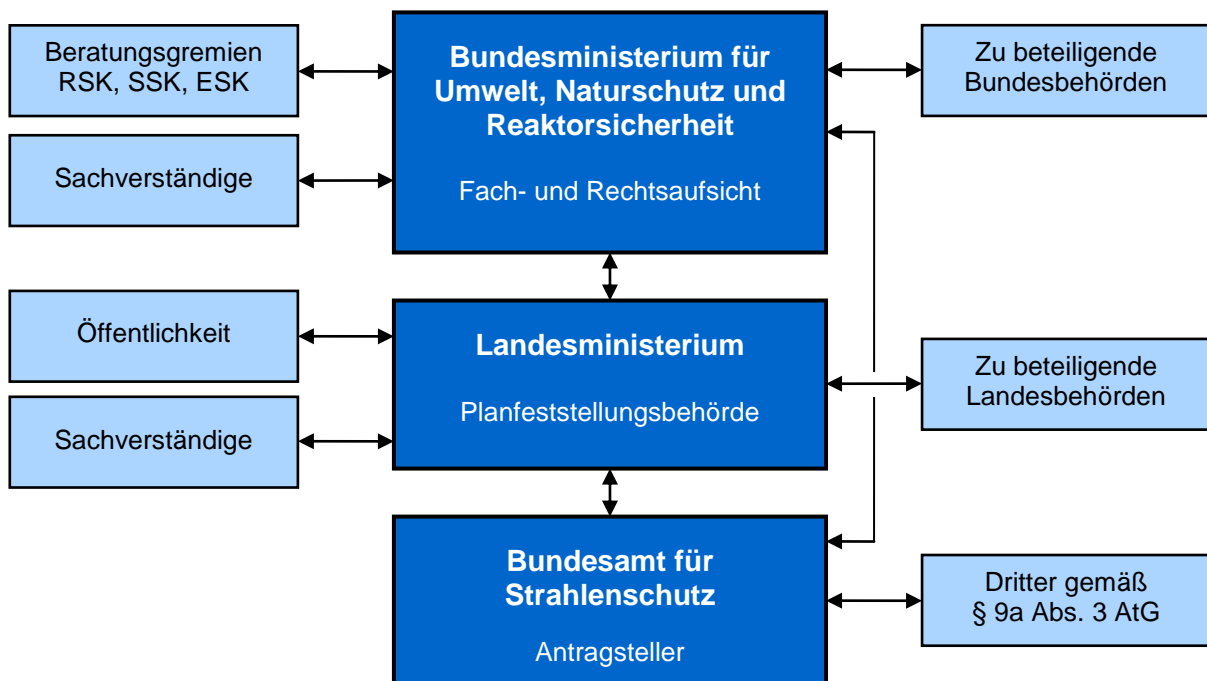 Beratungsgremien
RSK, SSK, ESK
Sachverständige
Bundesministerium für
Umwelt, Naturschutz und
Reaktorsicherheit
Fach- und Rechtsaufsicht
Zu beteiligende
Bundesbehörden
Öffentlichkeit
Sachverständige
Landesministerium
Planfeststellungsbehörde
Zu beteiligende
Landesbehörden
Bundesamt für
Strahlenschutz
Antragsteller
Dritter gemäß
§ 9a Abs. 3 AtG